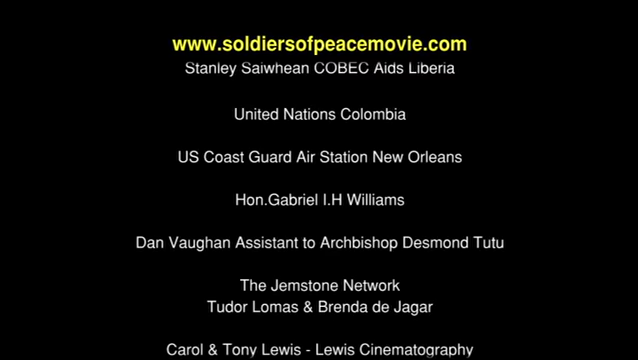 www.soldiersofpeacemovie.com
Stanley Saiwhean COBEC Aids Liberia
United Nations Colombia
US Coast Guard Air Station New Orleans
Hon.Gabriel I.H Williams
Dan Vaughan Assistant to Archbishop Desmond Tutu
The Jemstone Network
Tudor Lomas & Brenda de Jagar
Carol & Tony Lewis - Lewis Cinematography